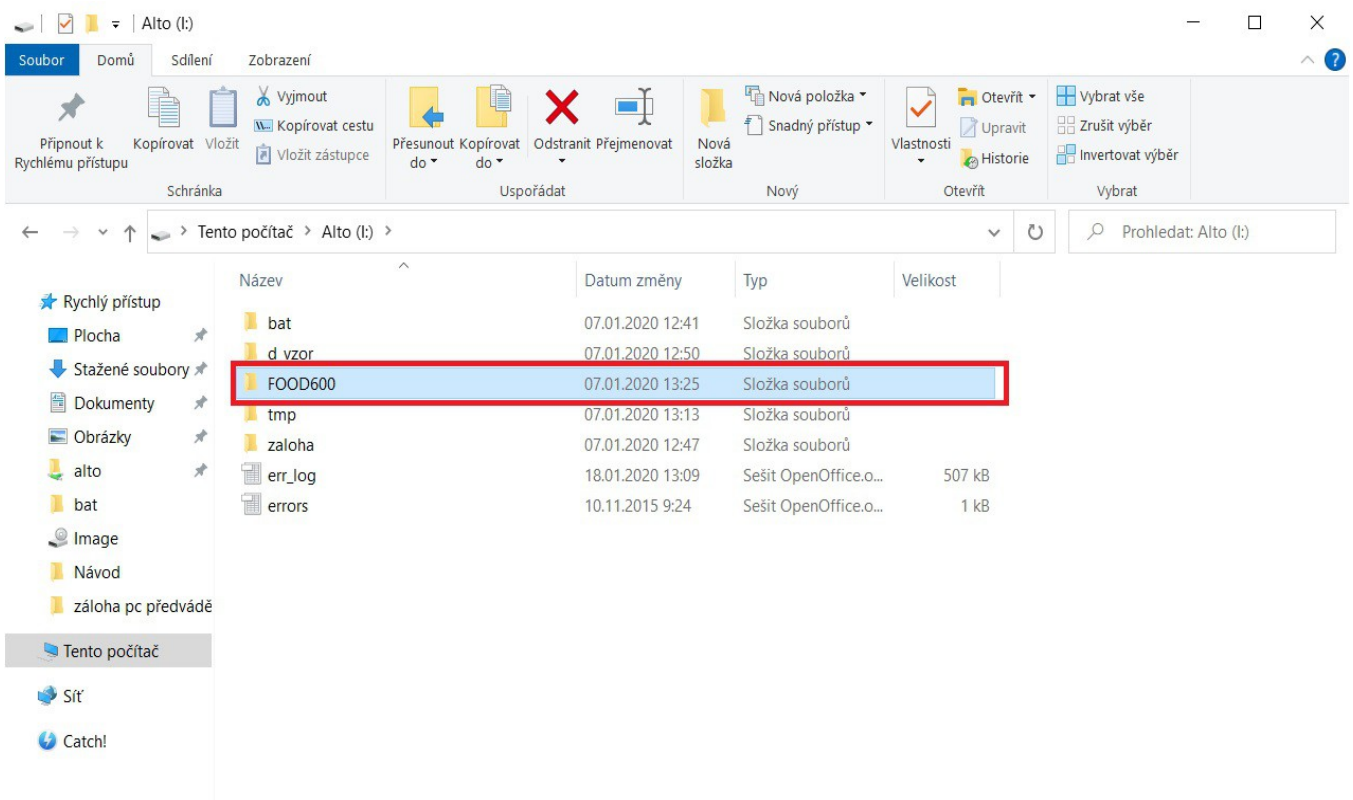 Alto (I:)
Soubor Domů Sdílení Zobrazení
Připnout k Rychlému přístupu
Kopírovat
Vložit
Vyjmout
Kopírovat cestu
Vložit zástupce
Schránka
Přesunout do
Kopírovat do
Odstranit
Přejmenovat
Uspořádat
Nová složka
Nová položka
Snadný přístup
Nový
Vlastnosti
Otevřít
Upravit
Historie
Otevřít
Vybrat vše
Zrušit výběr
Invertovat výběr
Vybrat
Tento počítač > Alto (I:) >
Prohledat: Alto (I:)
Rychlý přístup
Plocha
Stažené soubory
Dokumenty
Obrázky
alto
bat
Image
Návod
záloha pc předvádě
Tento počítač
Síť
Catch!
Název Datum změny Typ Velikost
bat 07.01.2020 12:41 Složka souborů
d_vzor 07.01.2020 12:50 Složka souborů
FOOD600 07.01.2020 13:25 Složka souborů
tmp 07.01.2020 13:13 Složka souborů
zaloha 07.01.2020 12:47 Složka souborů
err_log 18.01.2020 13:09 Sešit OpenOffice.o... 507 kB
errors 10.11.2015 9:24 Sešit OpenOffice.o... 1 kB